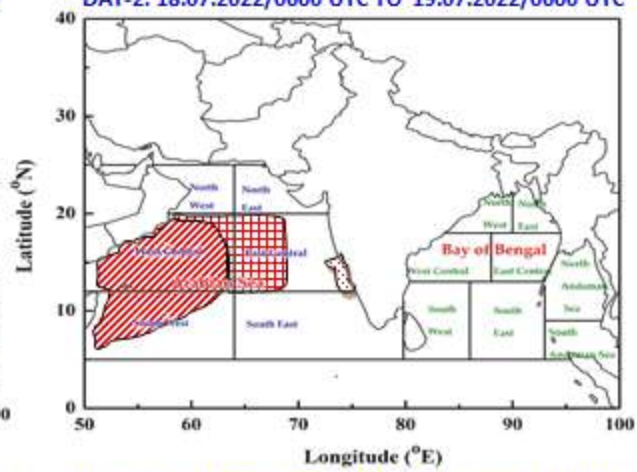 DAY-2: 18.07.2022/0600 UTC TO 19.07.2022/0600 UTC
40
30
20
10
0
0
Latitude (°N)
North North
West East
West Central East Central
Arabian Sea
South West South East
North North
West East
Bay of Bengal
West Central East Central
North
Andaman
Sea
South South
West East
South
Andaman Sea
50 60 70 80 90 100
Longitude (°E)